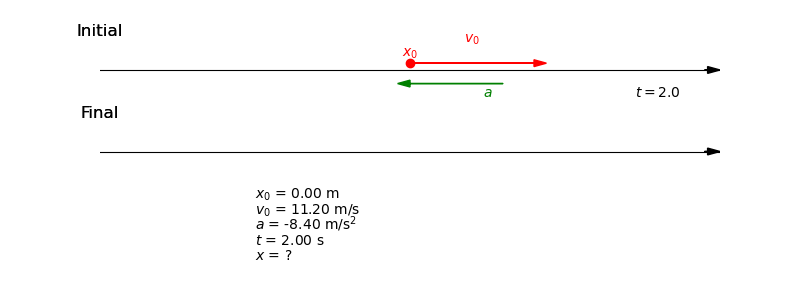 Initial
v₀
x₀
a
t = 2.0
Final
x₀ = 0.00 m
v₀ = 11.20 m/s
a = -8.40 m/s²
t = 2.00 s
x = ?